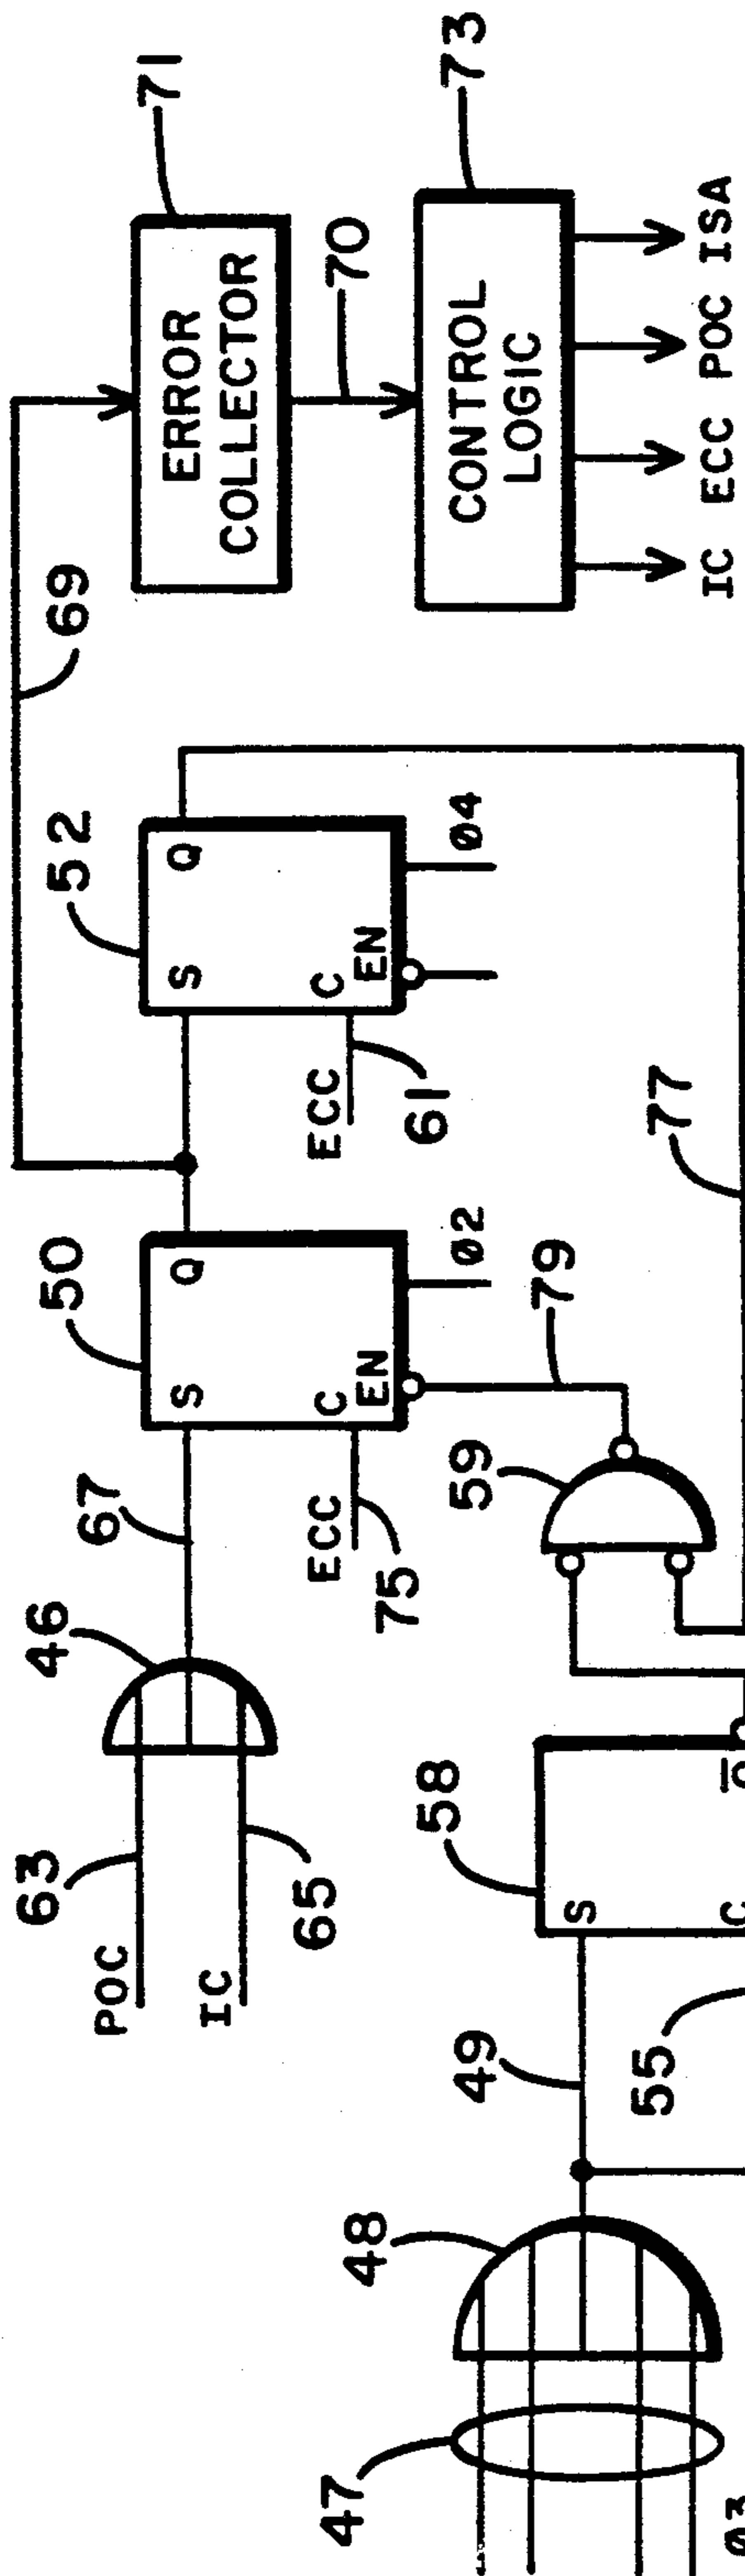 71
ERROR
COLLECTOR
70
73
CONTROL
LOGIC
IC ECC POC ISA
69
52
S Q
C
EN
Ø4
ECC
61
77
50
S Q
C
EN
Ø2
ECC
75
79
59
67
46
63
POC
IC
65
58
S
C
55
49
48
47
Ø3